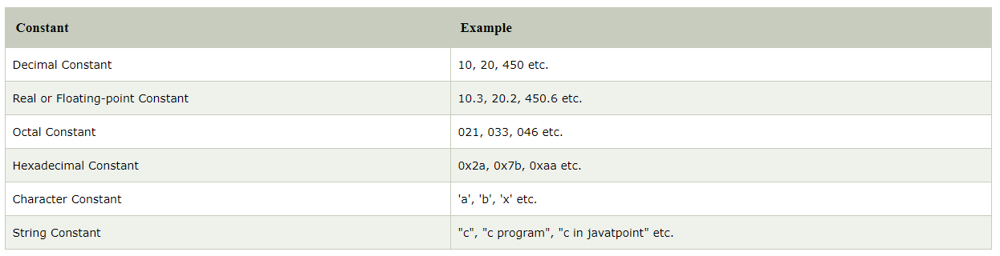 Constant Example
Decimal Constant 10, 20, 450 etc.
Real or Floating-point Constant 10.3, 20.2, 450.6 etc.
Octal Constant 021, 033, 046 etc.
Hexadecimal Constant 0x2a, 0x7b, 0xaa etc.
Character Constant 'a', 'b', 'x' etc.
String Constant "c", "c program", "c in javatpoint" etc.